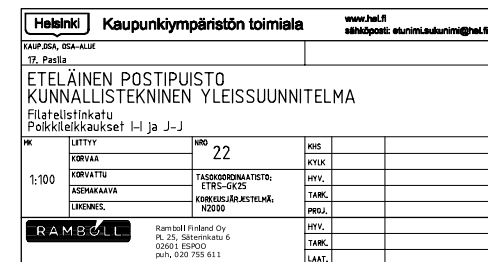 Helsinki Kaupunkiympäristön toimiala
www.hel.fi
sähköposti: etunimi.sukunimi@hel.fi
KAUP.OSA, OSA-ALUE
17. Pasila
ETELÄINEN POSTIPUISTO
KUNNALLISTEKNINEN YLEISSUUNNITELMA
Filatelistinkatu
Poikkileikkaukset I-I ja J-J
MK
1:100
LIITTYY
KORVAA
KORVATTU
ASEMAKAAVA
LIIKENNES.
NRO
22
TASOKOORDINAATISTO:
ETRS-GK25
KORKEUSJÄRJESTELMÄ:
N2000
KHS
KYLK
HYV.
TARK.
PROJ.
RAMBOLL
Ramboll Finland Oy
PL 25, Säterinkatu 6
02601 ESPOO
puh. 020 755 611
HYV.
TARK.
LAAT.